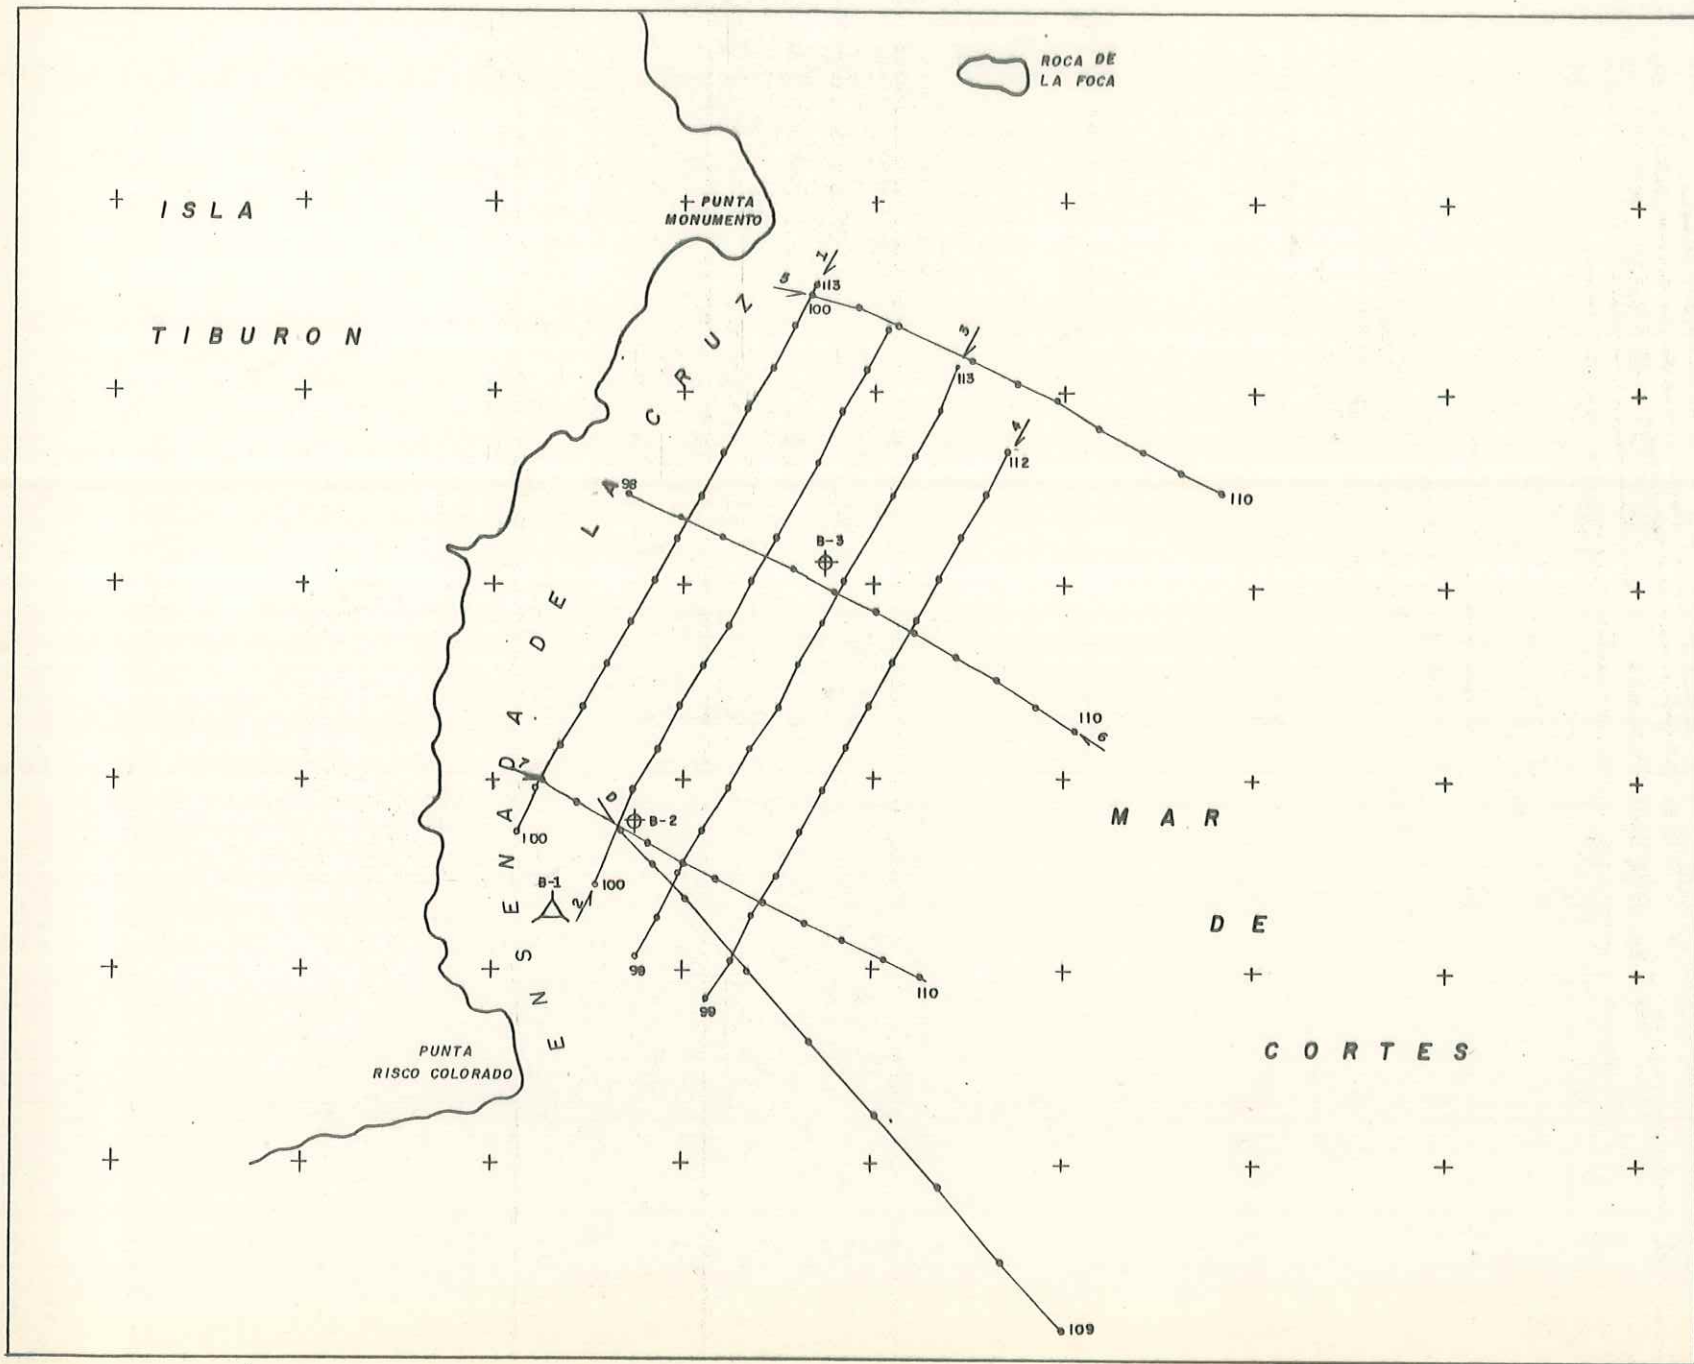 ROCA DE
LA FOCA
ISLA
PUNTA
MONUMENTO
TIBURON
ENSENADA DE LA CRUZ
1
5
113
100
3
113
4
112
98
110
B-3
110
6
7
D
B-2
100
B-1
100
2
99
99
110
MAR
DE
CORTES
PUNTA
RISCO COLORADO
109